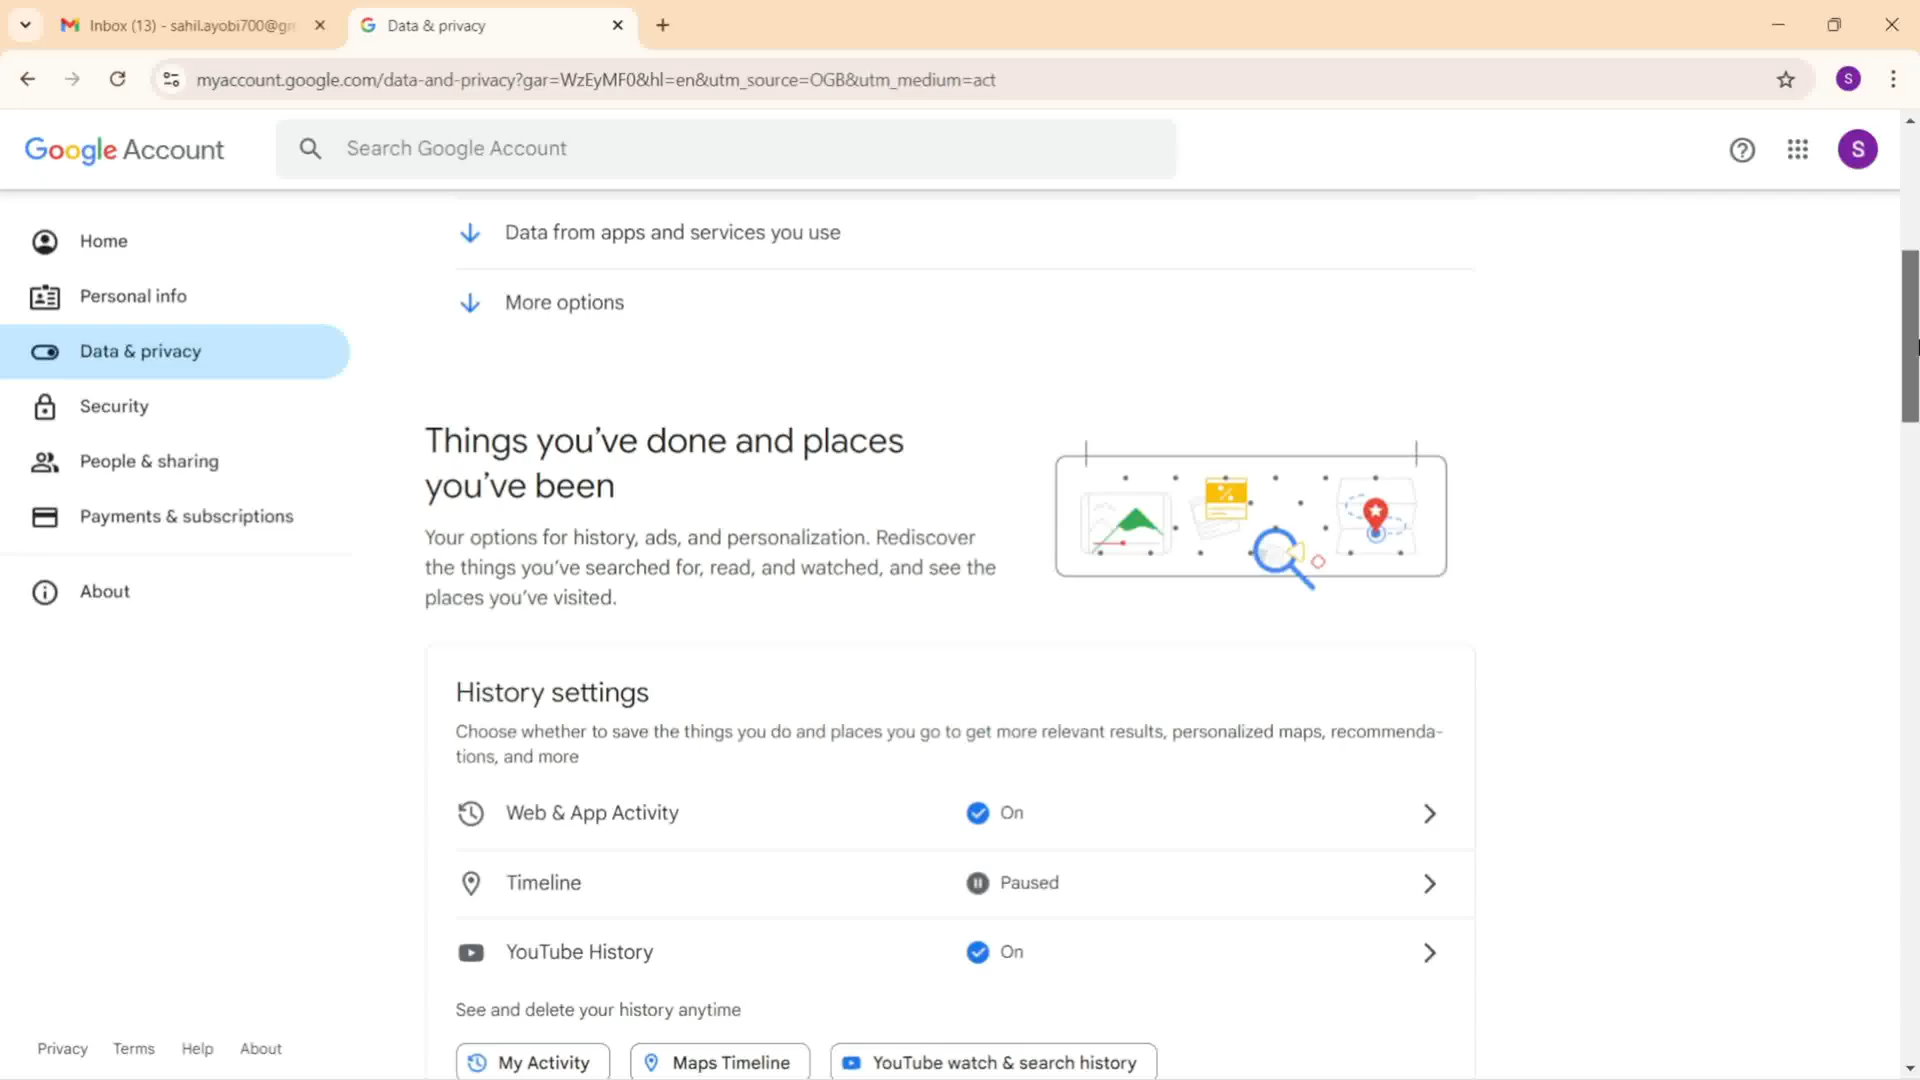 Inbox (13) - sahil.ayobi700@gm
Data & privacy
myaccount.google.com/data-and-privacy?gar=WzEyMF0&hl=en&utm_source=OGB&utm_medium=act
S
Google Account
Search Google Account
S
Home
Personal info
Data & privacy
Security
People & sharing
Payments & subscriptions
About
Data from apps and services you use
More options
Things you've done and places
you've been
Your options for history, ads, and personalization. Rediscover
the things you've searched for, read, and watched, and see the
places you've visited.
%
History settings
Choose whether to save the things you do and places you go to get more relevant results, personalized maps, recommenda-
tions, and more
Web & App Activity On
Timeline Paused
YouTube History On
See and delete your history anytime
My Activity Maps Timeline YouTube watch & search history
Privacy Terms Help About